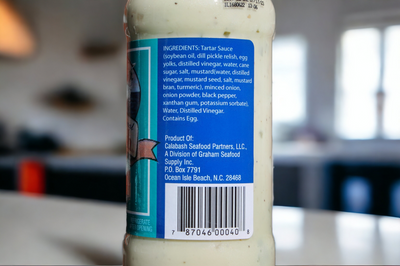 INGREDIENTS: Tartar Sauce
(soybean oil, dill pickle relish, egg
yolks, distilled vinegar, water, cane
sugar, salt, mustard(water, distilled
vinegar, mustard seed, salt, mustard
bran, turmeric), minced onion,
onion powder, black pepper,
xanthan gum, potassium sorbate),
Water, Distilled Vinegar.
Contains Egg.
Product Of:
Calabash Seafood Partners, LLC.,
A Division of Graham Seafood
Supply Inc.
P.O. Box 7791
Ocean Isle Beach, N.C. 28468
7 87046 00040 8